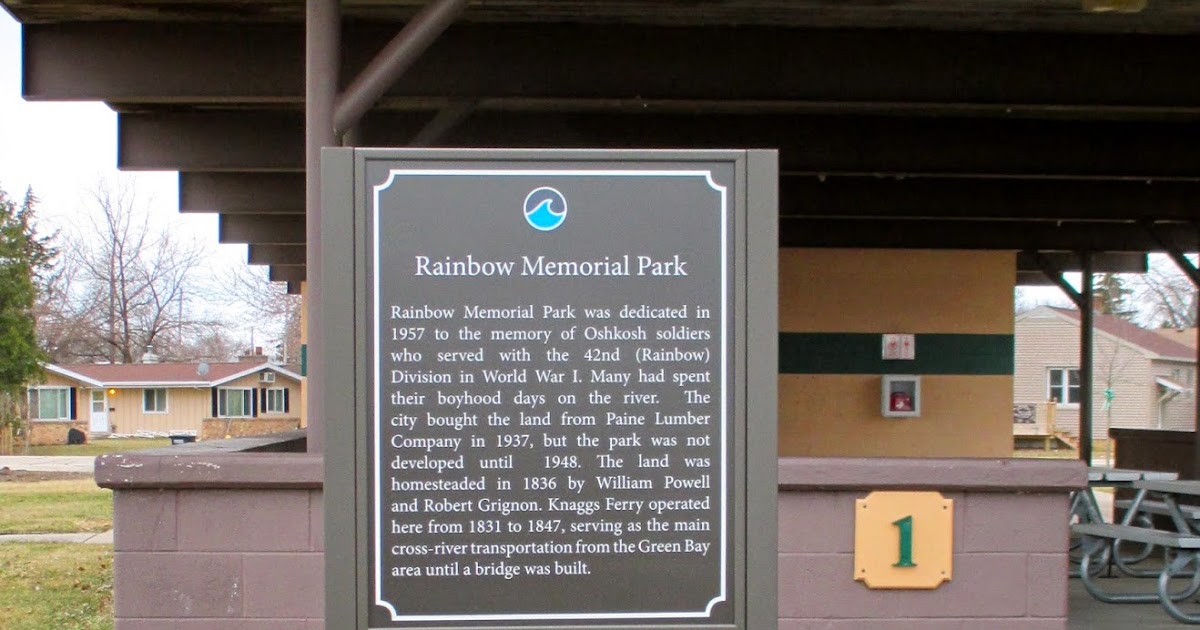 Rainbow Memorial Park
Rainbow Memorial Park was dedicated in
1957 to the memory of Oshkosh soldiers
who served with the 42nd (Rainbow)
Division in World War I. Many had spent
their boyhood days on the river. The
city bought the land from Paine Lumber
Company in 1937, but the park was not
developed until 1948. The land was
homesteaded in 1836 by William Powell
and Robert Grignon. Knaggs Ferry operated
here from 1831 to 1847, serving as the main
cross-river transportation from the Green Bay
area until a bridge was built.
1